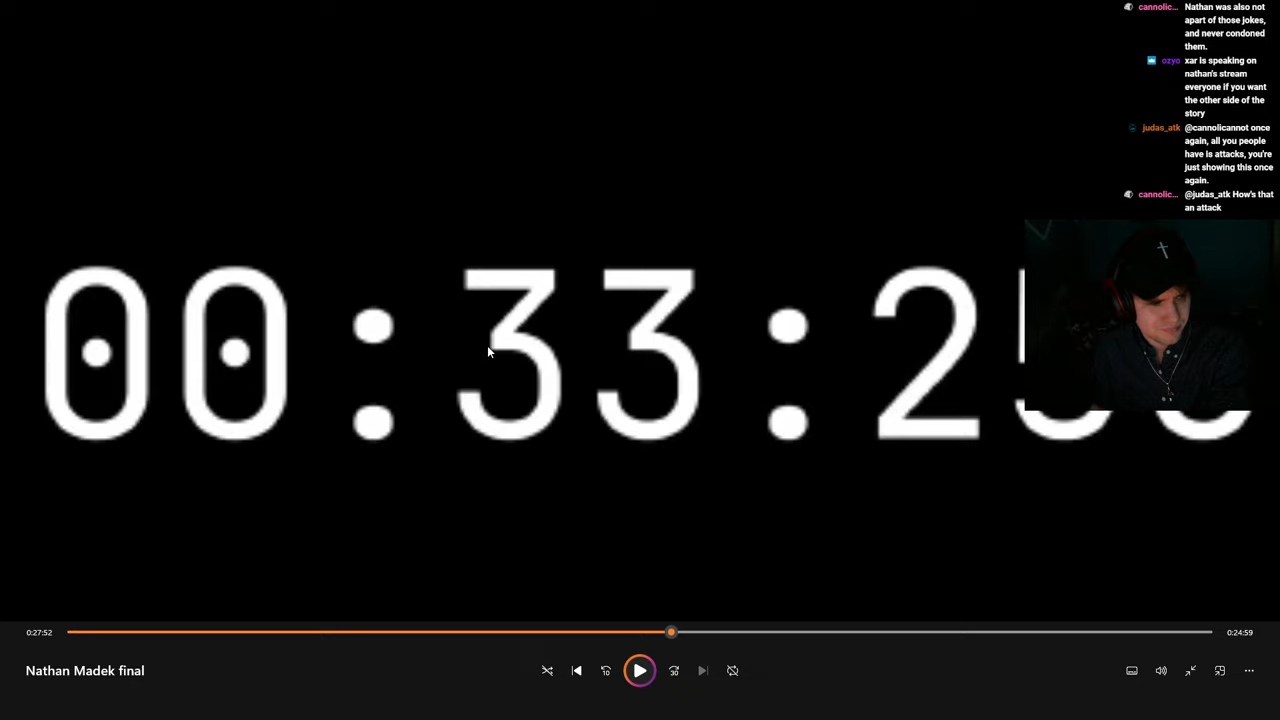 cannolic... Nathan was also not
apart of those jokes,
and never condoned
them.
ozyo xar is speaking on
nathan's stream
everyone if you want
the other side of the
story
judas_atk @cannolicannot once
again, all you people
have is attacks, you're
just showing this once
again.
cannolic... @judas_atk How's that
an attack
00:33:2
0:27:52
0:24:59
Nathan Madek final
10
30